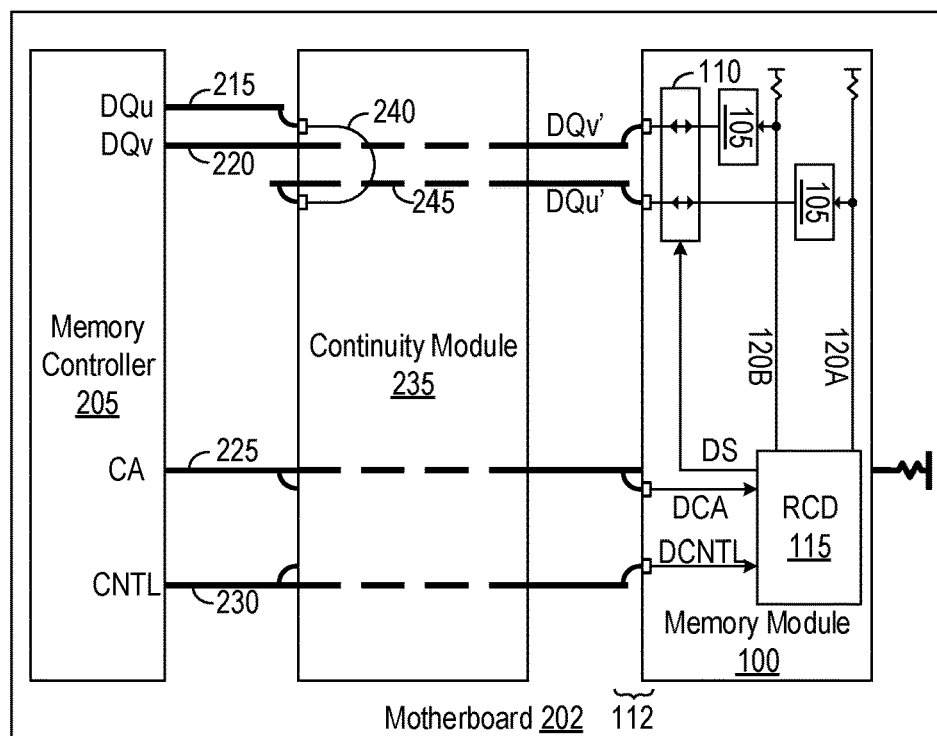 215
110
DQu
240
DQv'
105
DQv
220
245
DQu'
105
Memory
Controller
205
Continuity Module
235
120B
120A
225
CA
DS
DCA
RCD
115
DCNTL
CNTL
230
Memory Module
100
Motherboard 202
112